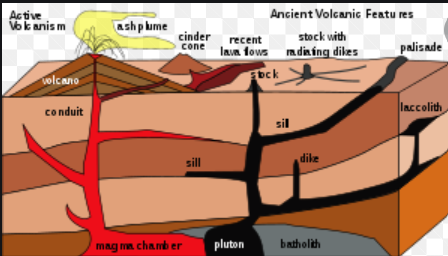 Active
Volcanism
ash plume
Ancient Volcanic Features
cinder
cone
recent
lava flows
stock with
radiating dikes
palisade
volcano
stock
conduit
laccolith
sill
sill
dike
magma chamber
pluton
batholith